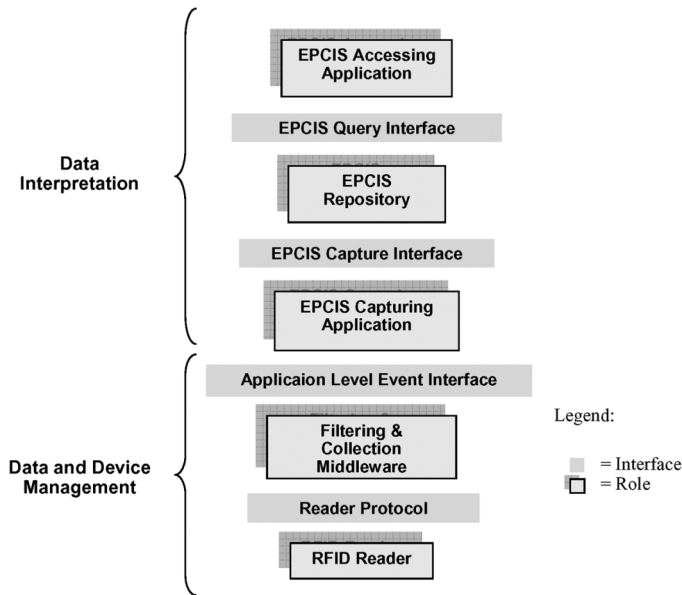 EPCIS Accessing
Application
EPCIS Query Interface
Data
Interpretation
EPCIS
Repository
EPCIS Capture Interface
EPCIS Capturing
Application
Applicaion Level Event Interface
Filtering &
Collection
Middleware
Data and Device
Management
Reader Protocol
RFID Reader
Legend:
= Interface
= Role